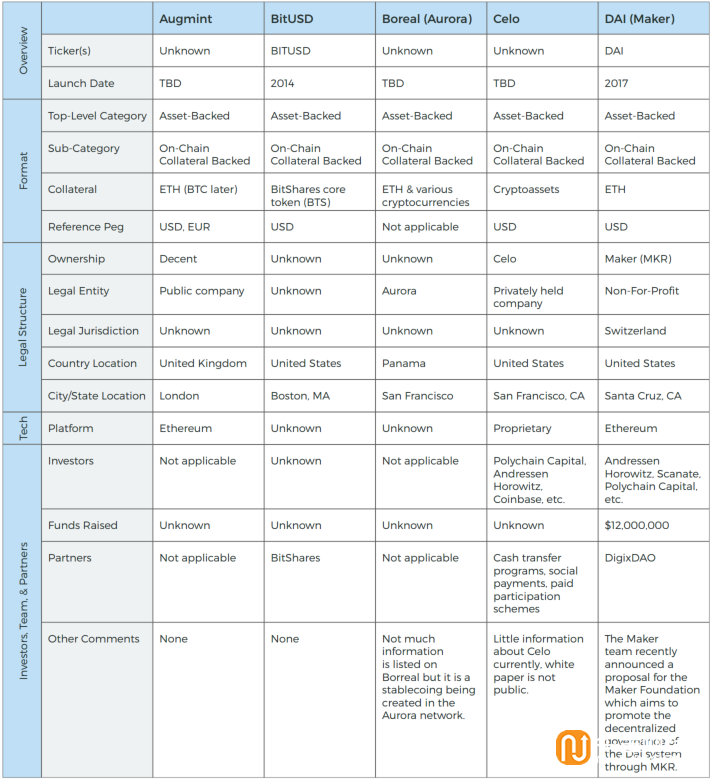 Augmint BitUSD Boreal (Aurora) Celo DAI (Maker)
Overview
Ticker(s) Unknown BITUSD Unknown Unknown DAI
Launch Date TBD 2014 TBD TBD 2017
Format
Top-Level Category Asset-Backed Asset-Backed Asset-Backed Asset-Backed Asset-Backed
Sub-Category On-Chain On-Chain On-Chain On-Chain On-Chain
Collateral Backed Collateral Backed Collateral Backed Collateral Backed Collateral Backed
Collateral ETH (BTC later) BitShares core ETH & various Cryptoassets ETH
token (BTS) cryptocurrencies
Reference Peg USD, EUR USD Not applicable USD USD
Legal Structure
Ownership Decent Unknown Unknown Celo Maker (MKR)
Legal Entity Public company Unknown Aurora Privately held Non-For-Profit
company
Legal Jurisdiction Unknown Unknown Unknown Unknown Switzerland
Country Location United Kingdom United States Panama United States United States
City/State Location London Boston, MA San Francisco San Francisco, CA Santa Cruz, CA
Tech
Platform Ethereum Unknown Unknown Proprietary Ethereum
Investors, Team, & Partners
Investors Not applicable Unknown Not applicable Polychain Capital, Andressen
Andressen Horowitz, Scanate,
Horowitz, Polychain Capital,
Coinbase, etc. etc.
Funds Raised Unknown Unknown Unknown Unknown $12,000,000
Partners Not applicable BitShares Not applicable Cash transfer DigixDAO
programs, social
payments, paid
participation
schemes
Other Comments None None Not much Little information The Maker
information about Celo team recently
is listed on currently, white announced a
Borreal but it is a paper is not proposal for the
stablecoing being public. Maker Foundation
created in the which aims to
Aurora network. promote the
decentralized
governance of
the Dai system
through MKR.